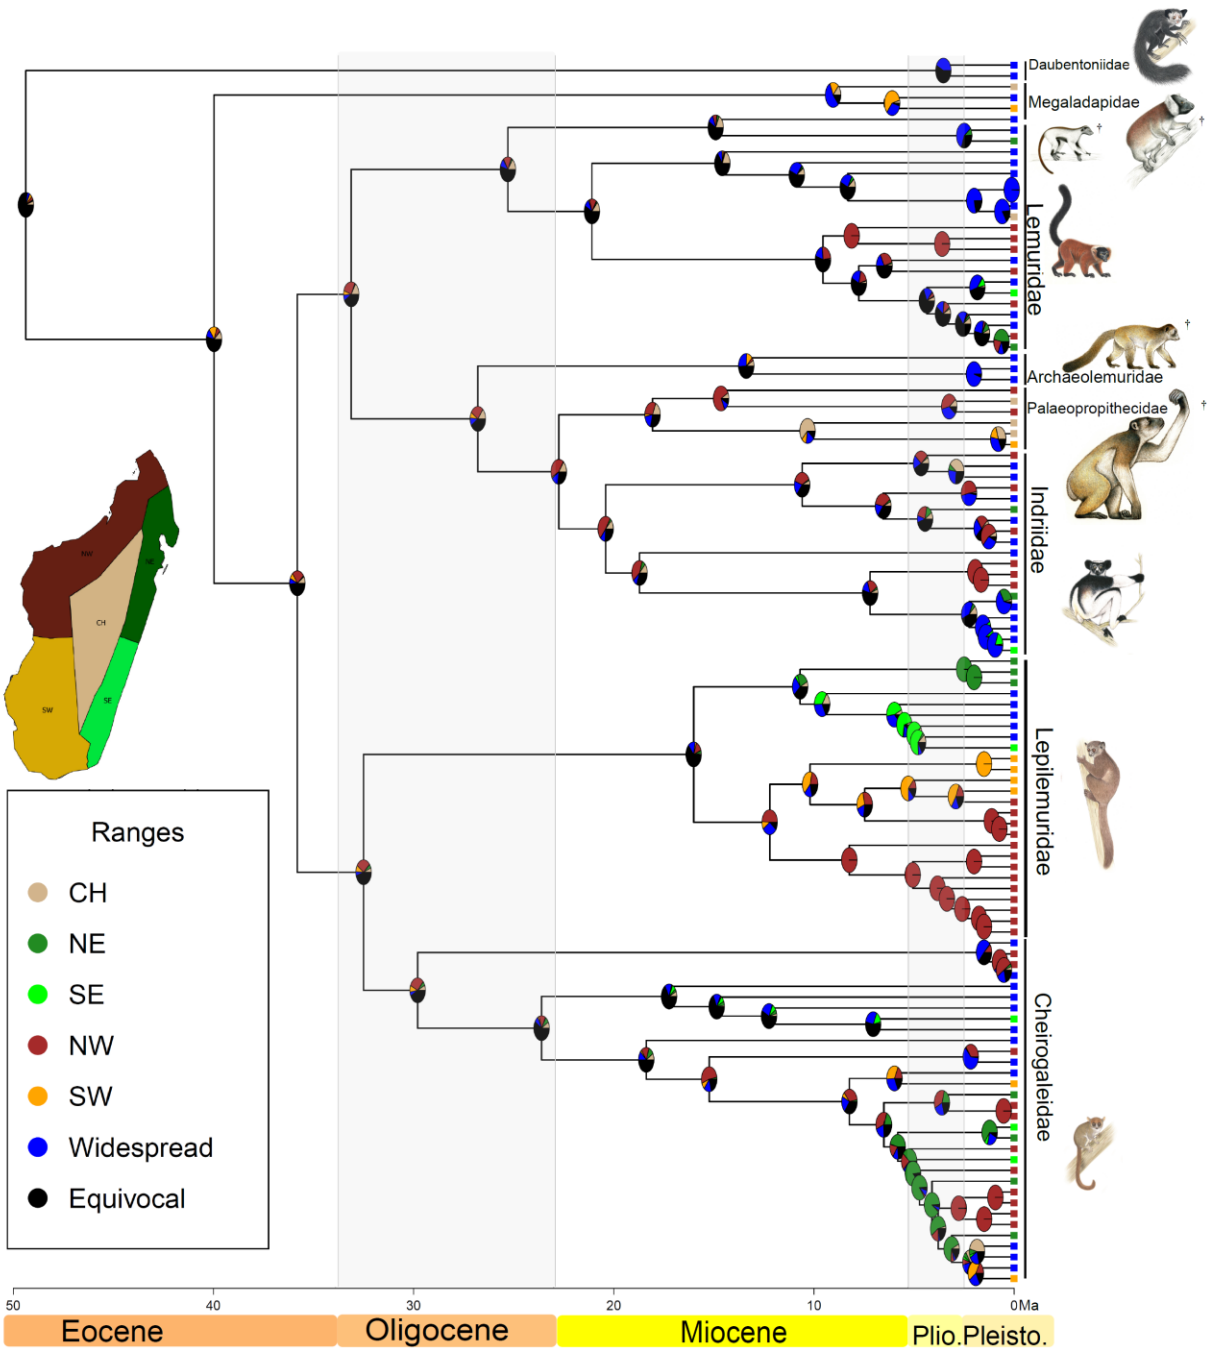 Daubentoniidae
Megaladapidae
†
†
Lemuridae
†
Archaeolemuridae
Palaeopropithecidae
†
Indriidae
NW
NE
CH
SE
SW
Lepilemuridae
Ranges
CH
NE
SE
NW
SW
Widespread
Equivocal
Cheirogaleidae
50
40
30
20
10
0Ma
Eocene
Oligocene
Miocene
Plio.
Pleisto.